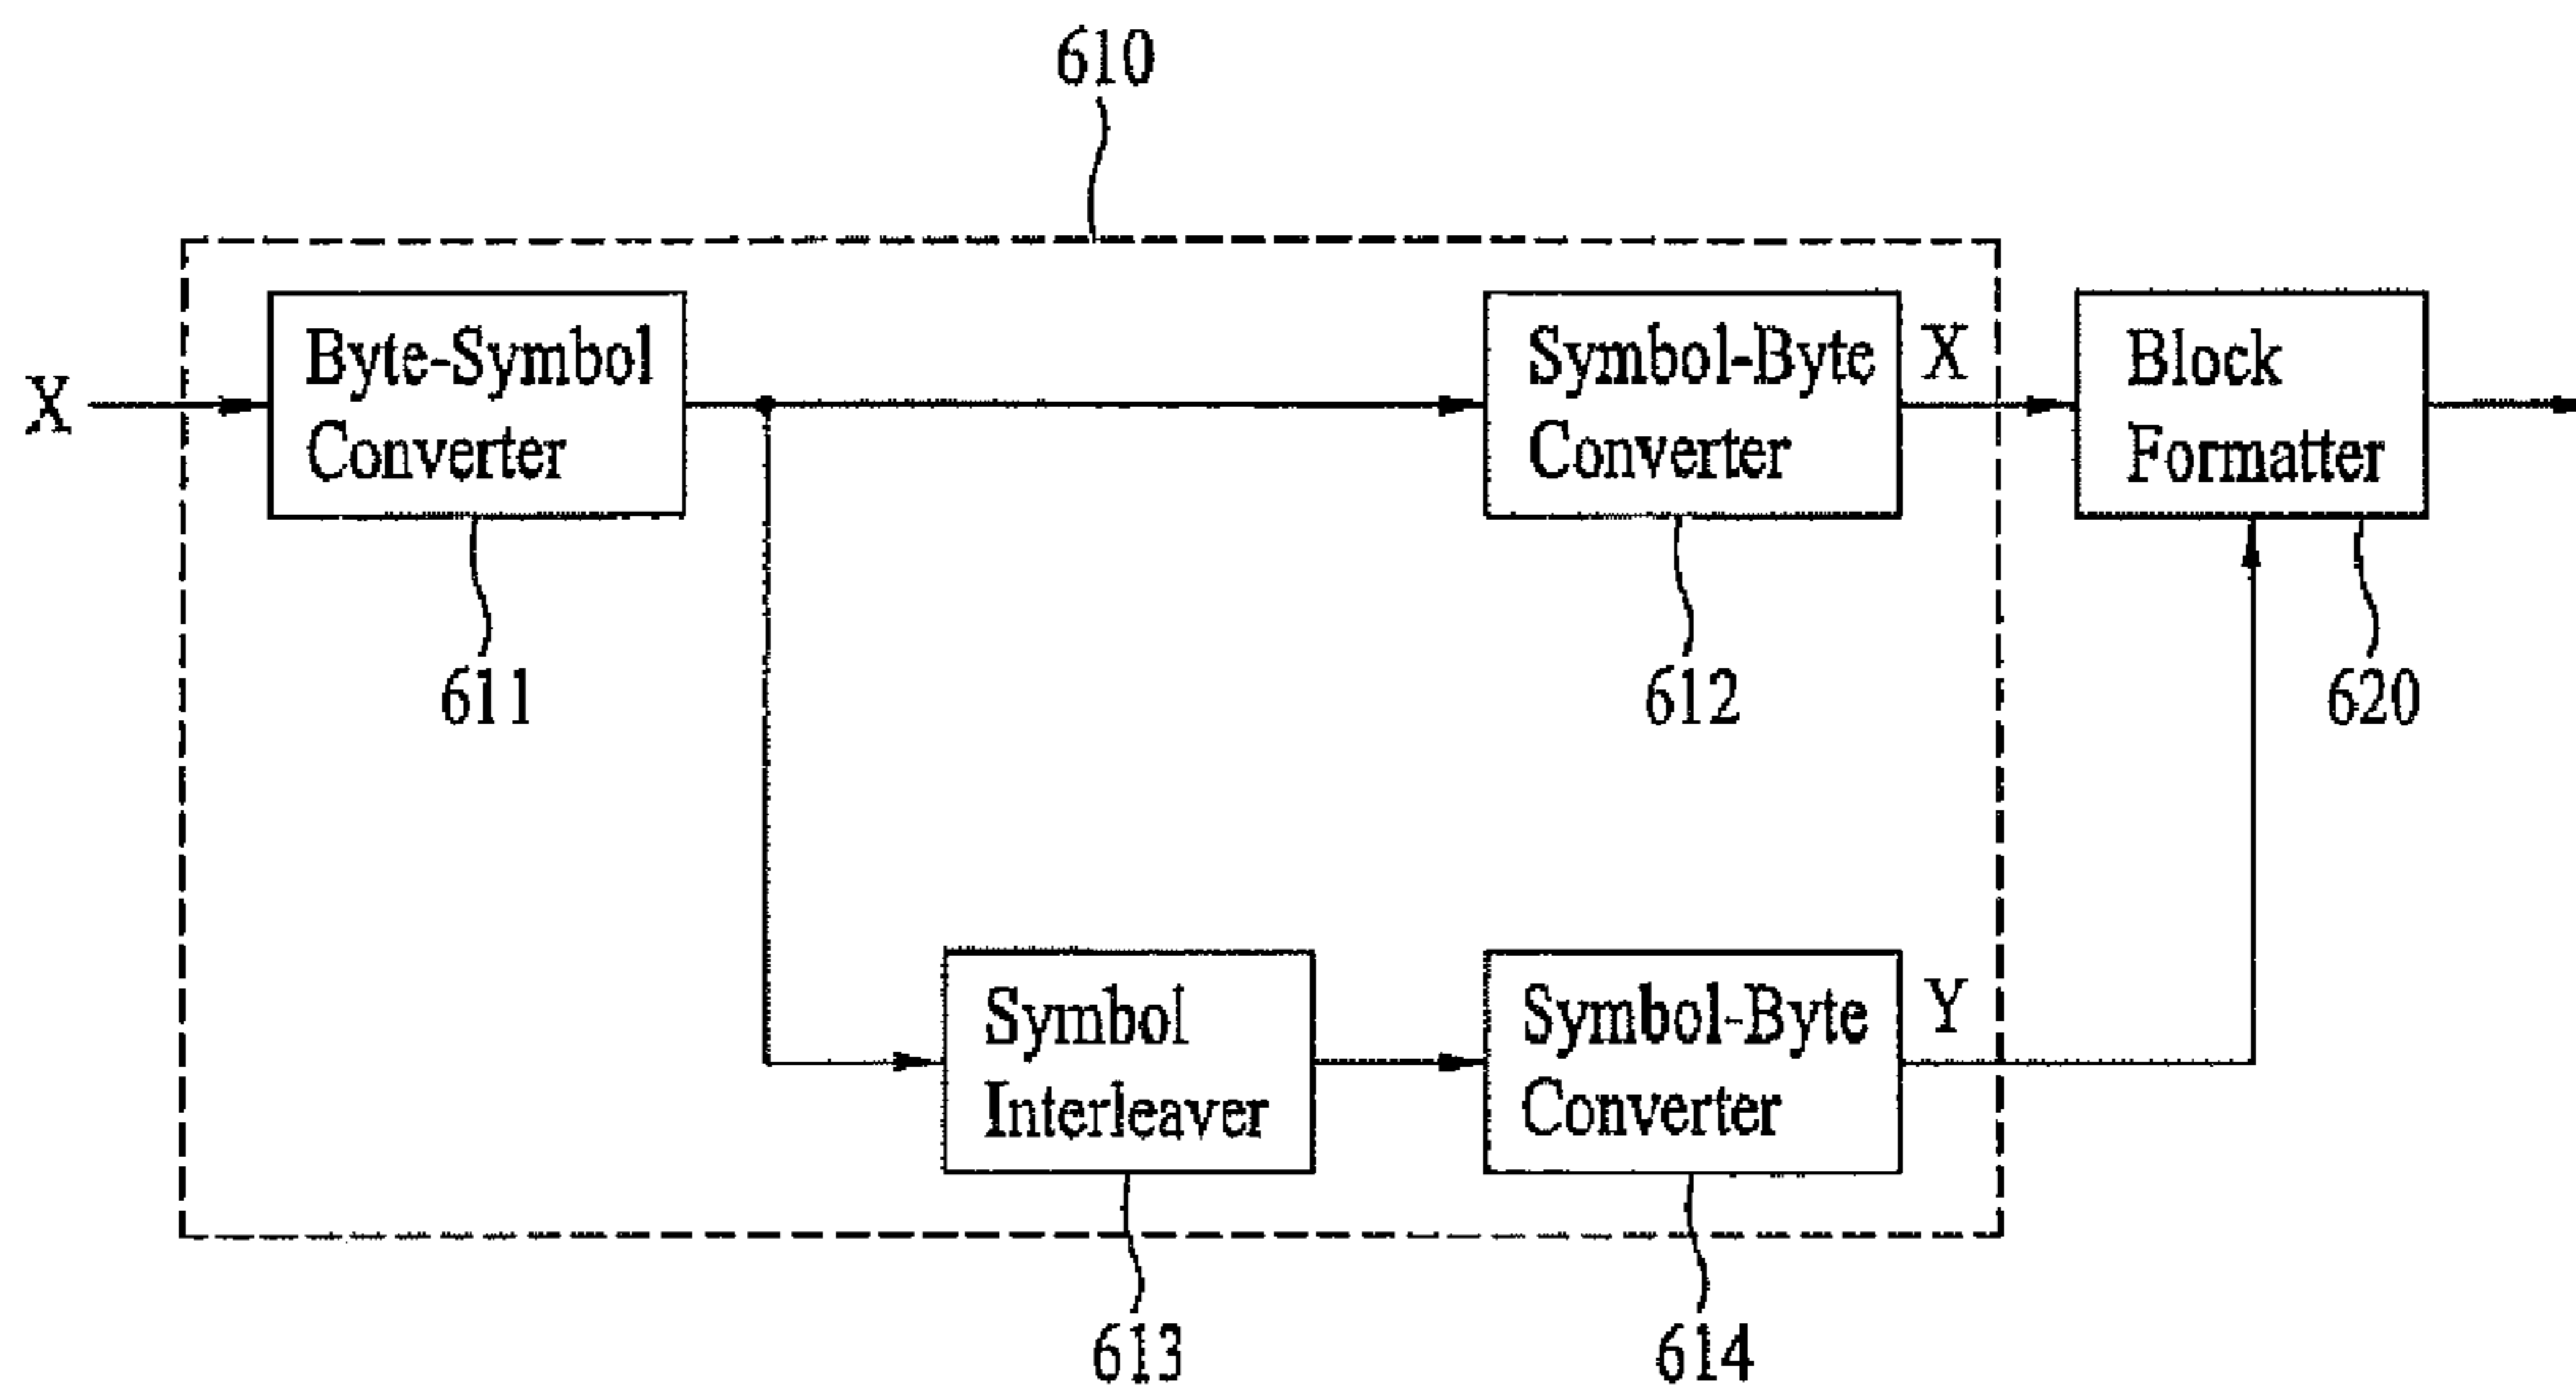 610
X
Byte-Symbol
Converter
Symbol-Byte
Converter
X
Block
Formatter
611
612
620
Symbol
Interleaver
Symbol-Byte
Converter
Y
613
614